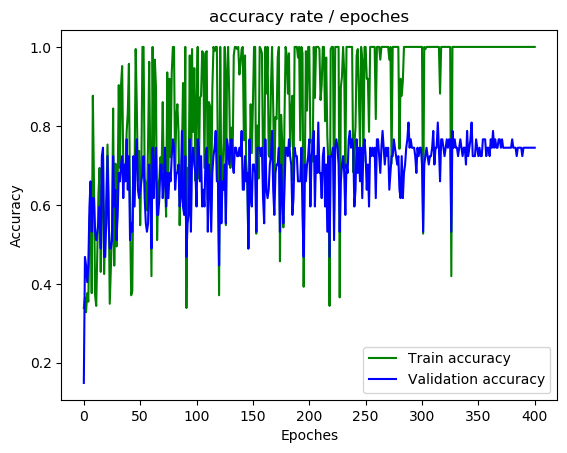 accuracy rate / epoches
1.0
0.8
0.6
0.4
0.2
Accuracy
0 50 100 150 200 250 300 350 400
Epoches
Train accuracy
Validation accuracy